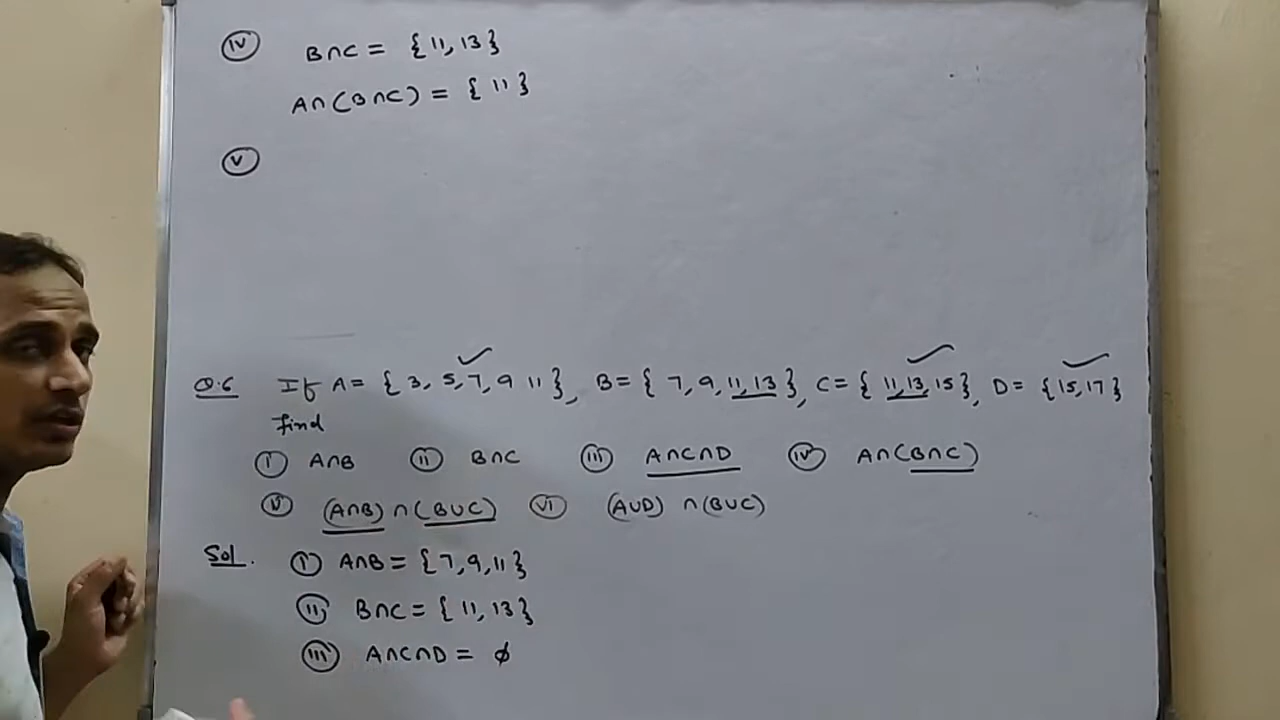 (iv) B∩C = {11, 13}
A∩(B∩C) = {11}
(v)
Q.6 If A = {3, 5, 7, 9 11}, B = {7, 9, 11, 13}, C = {11, 13, 15}, D = {15, 17}
find
(i) A∩B (ii) B∩C (iii) A∩C∩D (iv) A∩(B∩C)
(v) (A∩B) ∩ (B∪C) (vi) (A∪D) ∩ (B∪C)
Sol. (i) A∩B = {7, 9, 11}
(ii) B∩C = {11, 13}
(iii) A∩C∩D = ϕ